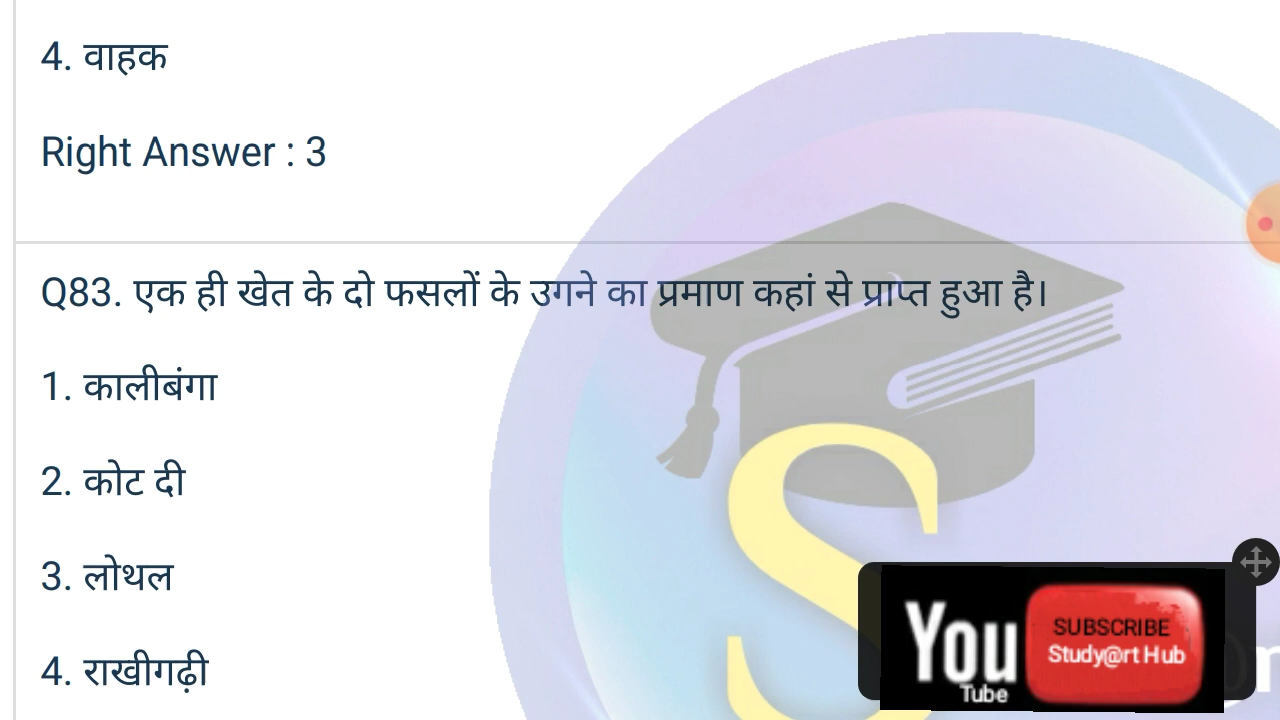 4. वाहक
Right Answer : 3
Q83. एक ही खेत के दो फसलों के उगने का प्रमाण कहां से प्राप्त हुआ है।
1. कालीबंगा
2. कोट दी
3. लोथल
4. राखीगढ़ी
S
You
Tube
SUBSCRIBE
Study@rt Hub